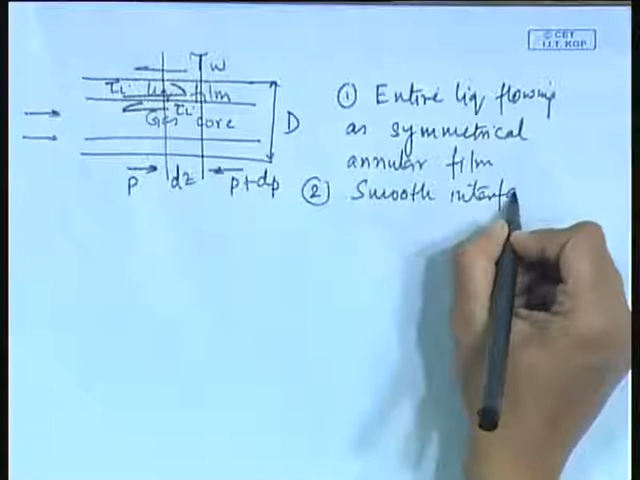 © CET
I.I.T. KGP
τw
τi liq film
τi
Gas core
D
p dz p+dp
① Entire liq flowing
as symmetrical
annular film
② Smooth interfa